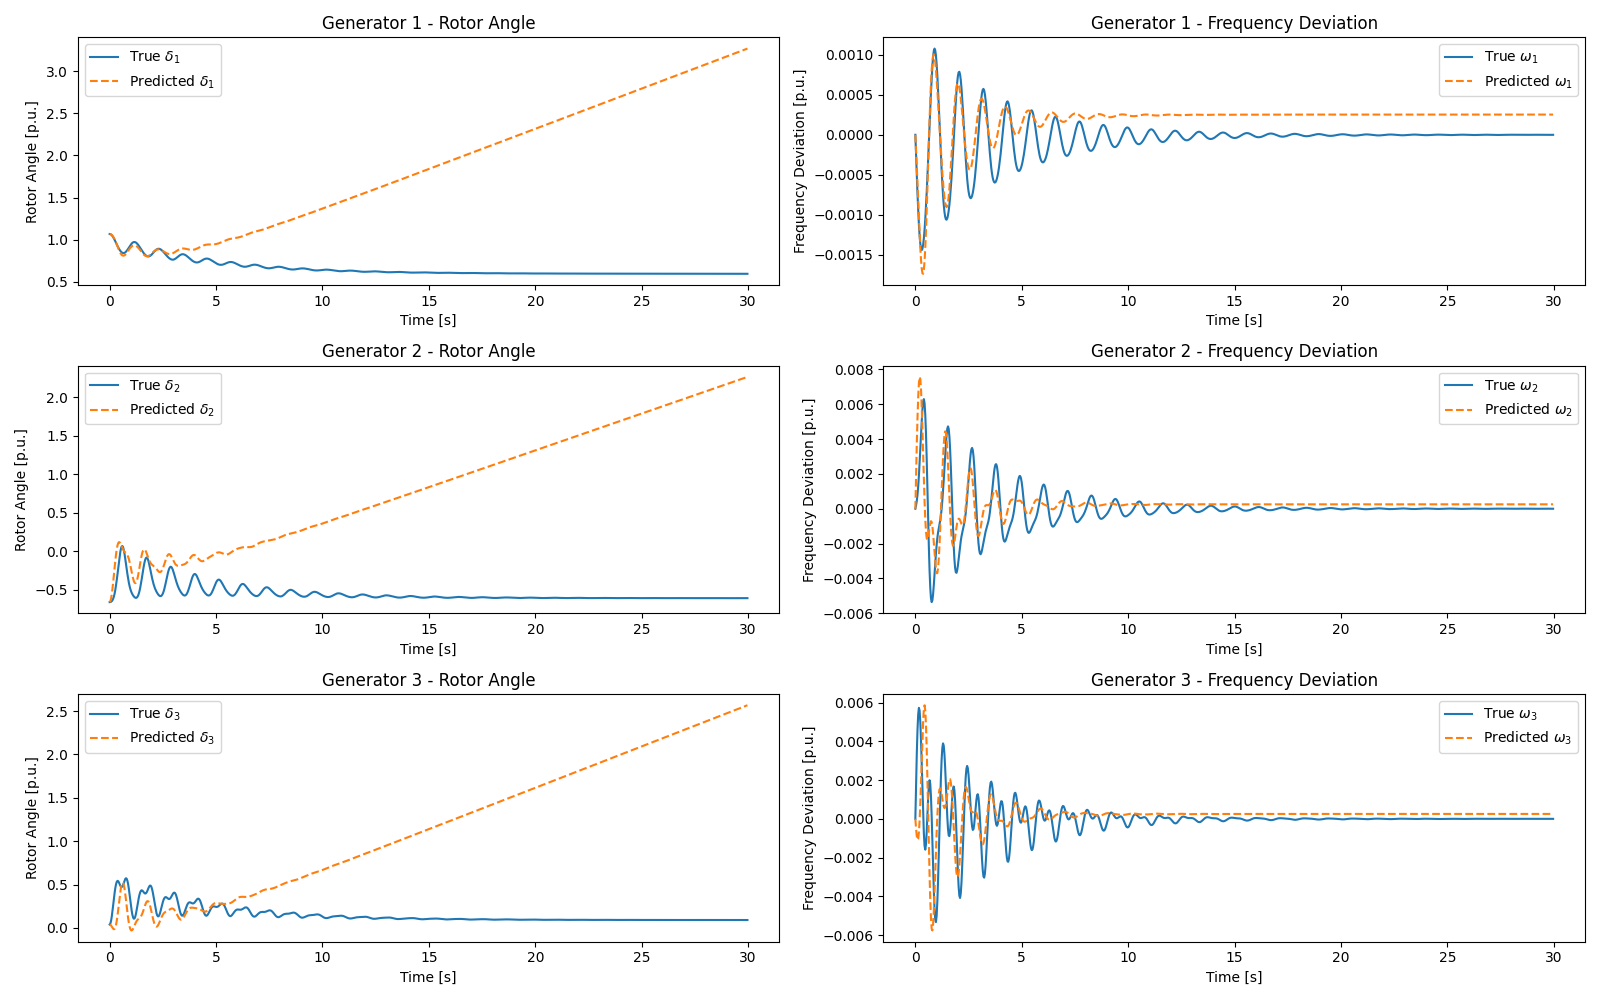 Generator 1 - Rotor Angle
True δ₁
Predicted δ₁
Rotor Angle [p.u.]
3.0
2.5
2.0
1.5
1.0
0.5
0 5 10 15 20 25 30
Time [s]
Generator 1 - Frequency Deviation
True ω₁
Predicted ω₁
Frequency Deviation [p.u.]
0.0010
0.0005
0.0000
−0.0005
−0.0010
−0.0015
0 5 10 15 20 25 30
Time [s]
Generator 2 - Rotor Angle
True δ₂
Predicted δ₂
Rotor Angle [p.u.]
2.0
1.5
1.0
0.5
0.0
−0.5
0 5 10 15 20 25 30
Time [s]
Generator 2 - Frequency Deviation
True ω₂
Predicted ω₂
Frequency Deviation [p.u.]
0.008
0.006
0.004
0.002
0.000
−0.002
−0.004
−0.006
0 5 10 15 20 25 30
Time [s]
Generator 3 - Rotor Angle
True δ₃
Predicted δ₃
Rotor Angle [p.u.]
2.5
2.0
1.5
1.0
0.5
0.0
0 5 10 15 20 25 30
Time [s]
Generator 3 - Frequency Deviation
True ω₃
Predicted ω₃
Frequency Deviation [p.u.]
0.006
0.004
0.002
0.000
−0.002
−0.004
−0.006
0 5 10 15 20 25 30
Time [s]